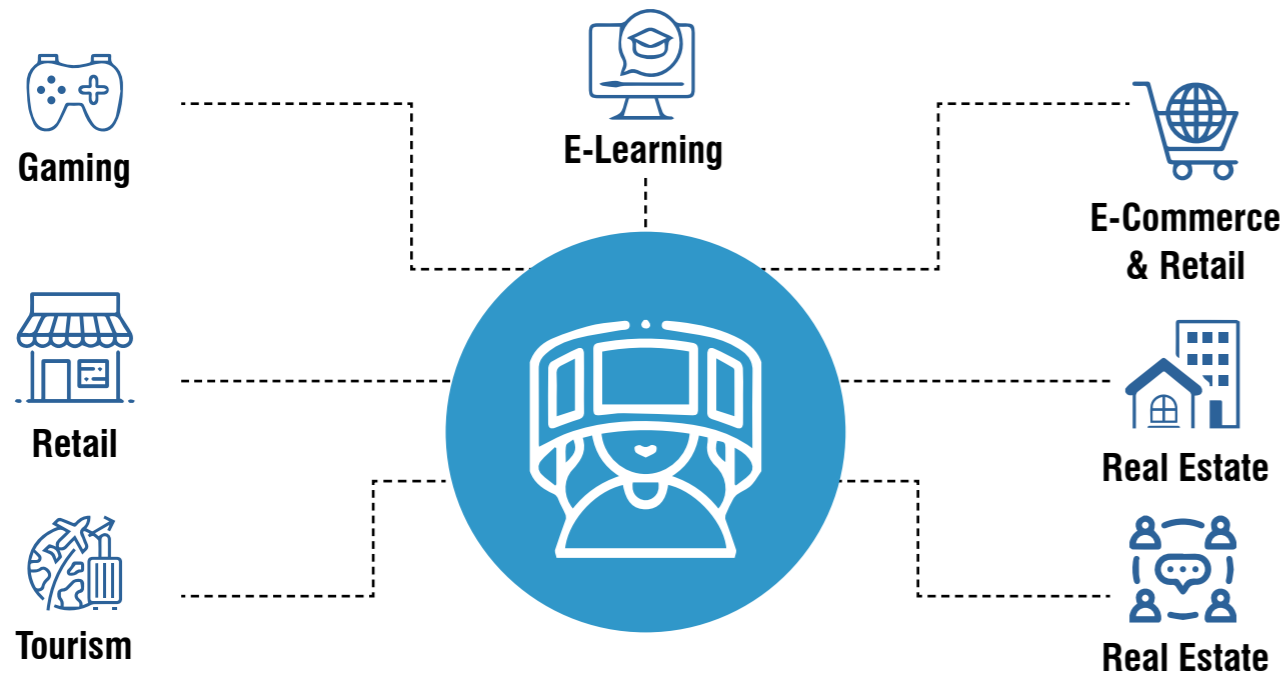 E-Learning
Gaming
E-Commerce
& Retail
Retail
Real Estate
Tourism
Real Estate